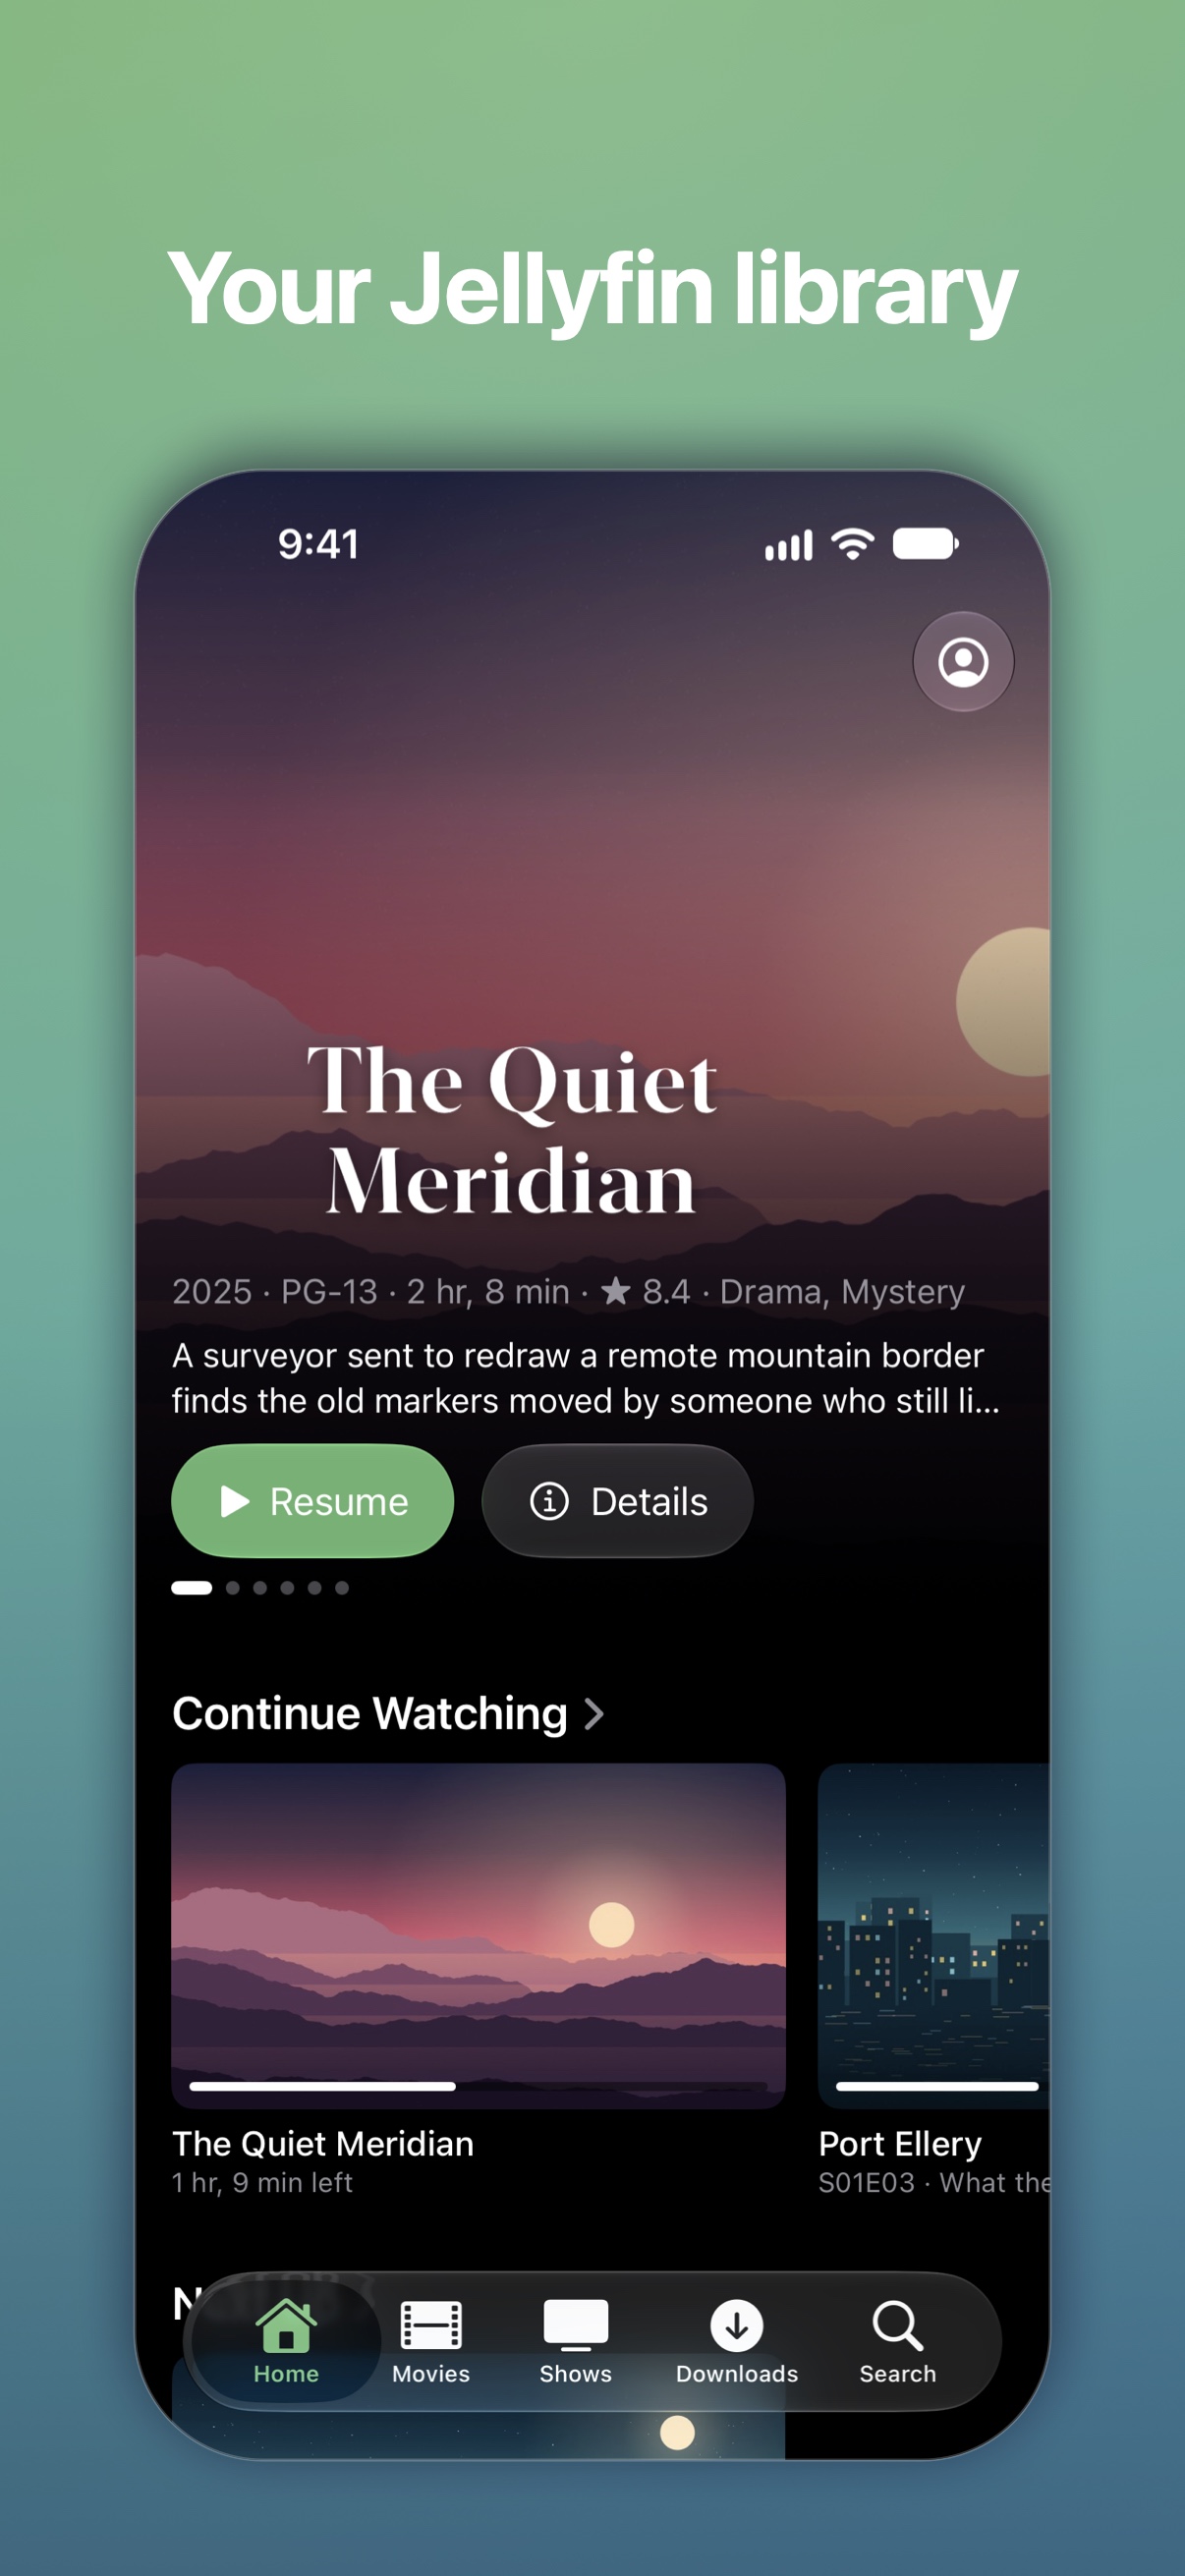 Your Jellyfin library
9:41
The Quiet
Meridian
2025 · PG-13 · 2 hr, 8 min · ★ 8.4 · Drama, Mystery
A surveyor sent to redraw a remote mountain border
finds the old markers moved by someone who still li...
Resume
Details
Continue Watching
The Quiet Meridian
1 hr, 9 min left
Port Ellery
S01E03 · What the
Home
Movies
Shows
Downloads
Search